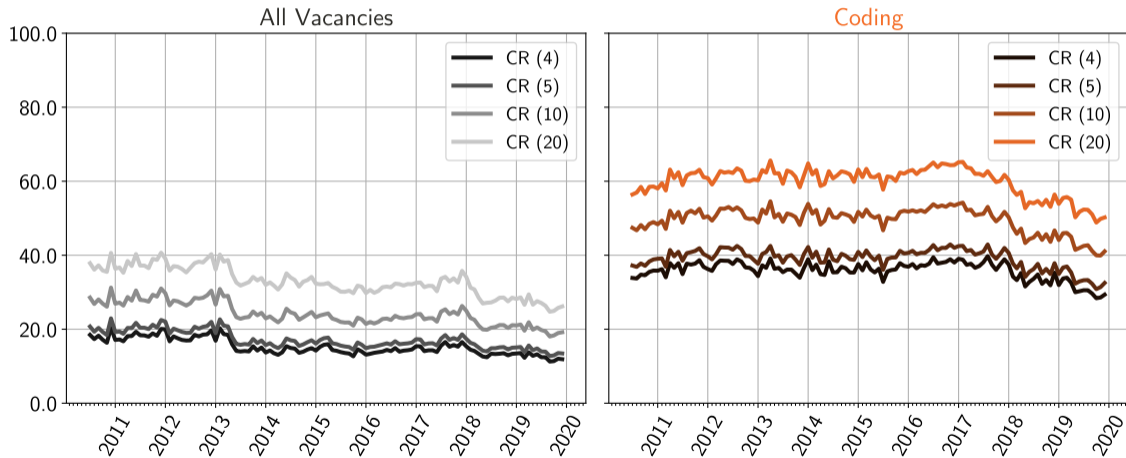 All Vacancies
100.0
80.0
60.0
40.0
20.0
0.0
CR (4)
CR (5)
CR (10)
CR (20)
2011
2012
2013
2014
2015
2016
2017
2018
2019
2020
Coding
CR (4)
CR (5)
CR (10)
CR (20)
2011
2012
2013
2014
2015
2016
2017
2018
2019
2020